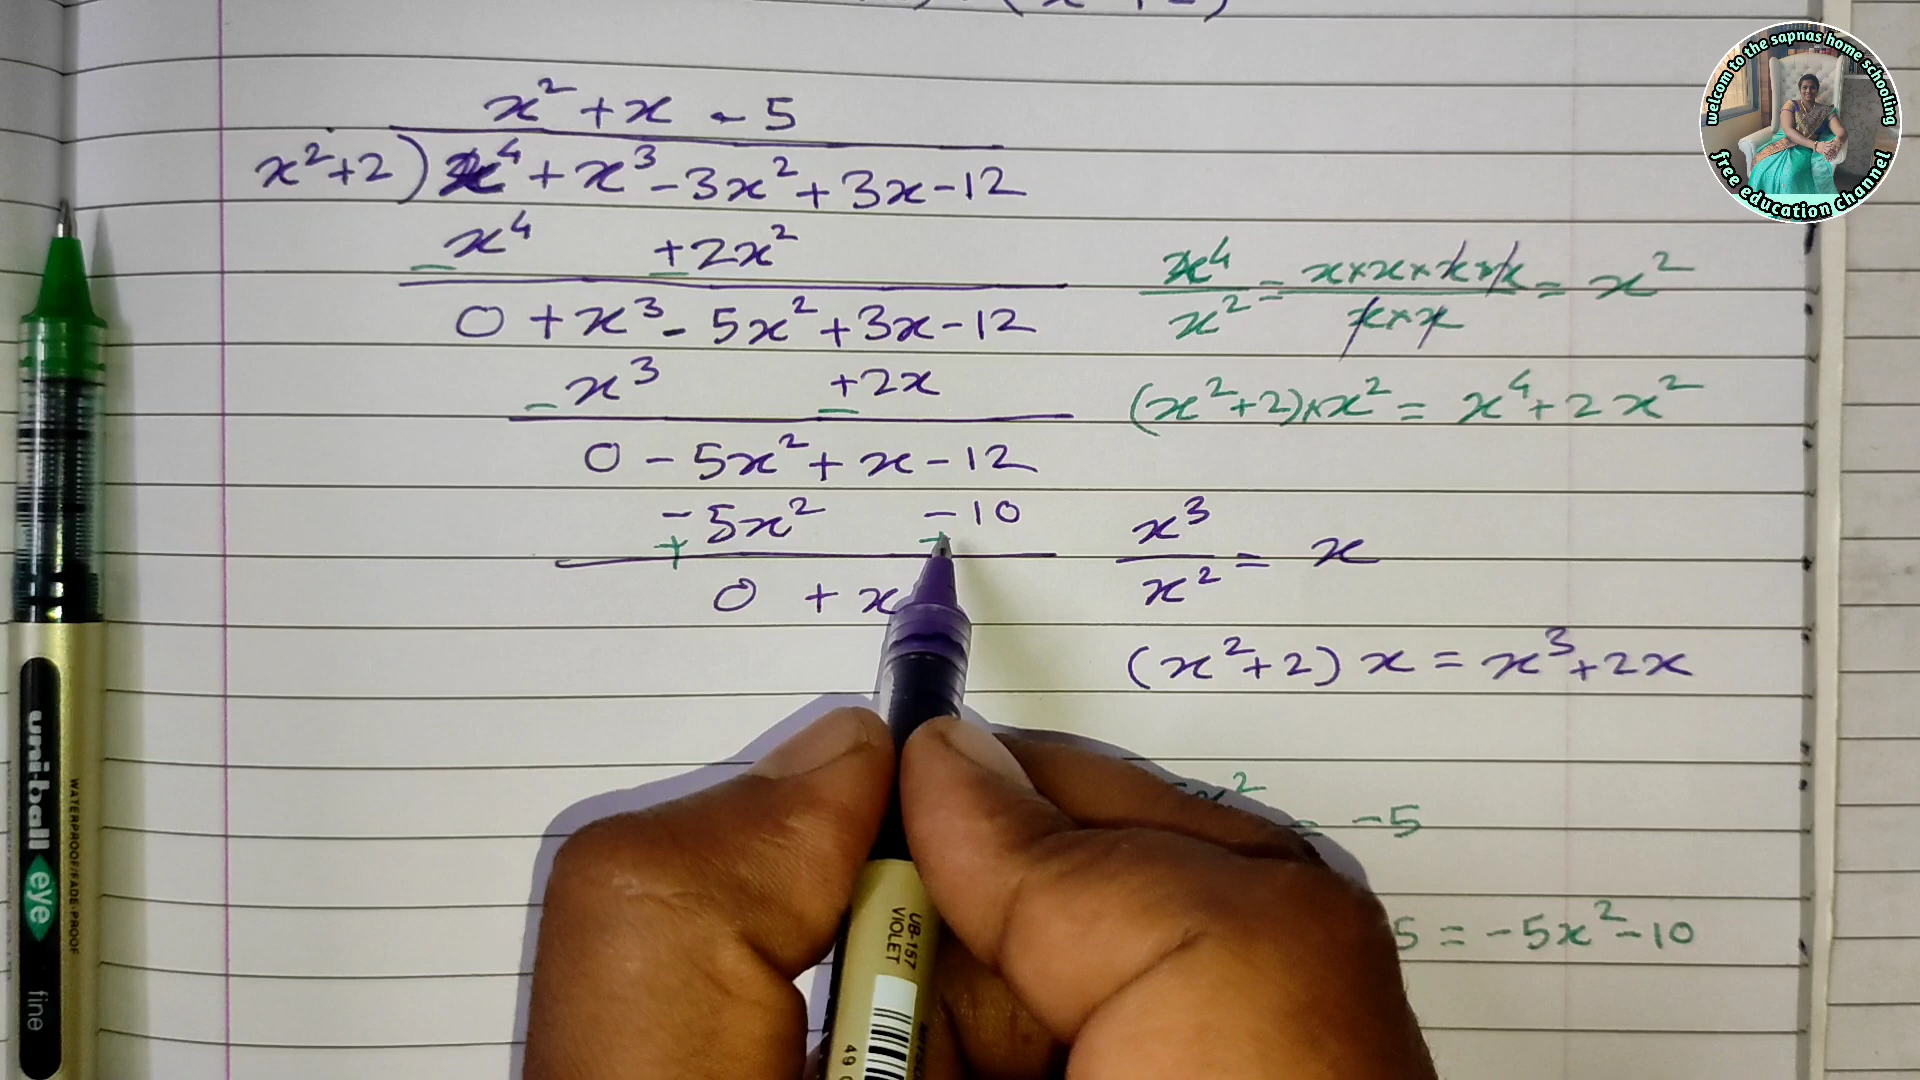 x² + x - 5
x²+2 ) x⁴ + x³ - 3x² + 3x - 12
x⁴ + 2x²
0 + x³ - 5x² + 3x - 12
x³ + 2x
0 - 5x² + x - 12
- 5x² - 10
0 + x
x⁴/x² = x×x×x×x/x×x = x²
(x²+2)×x² = x⁴+2x²
x³/x² = x
(x²+2) x = x³+2x
= -5
5 = -5x²-10
welcom to the sapnas home schooling
free education channel
uni-ball eye fine
WATERPROOF/FADE-PROOF
UB-157
VIOLET